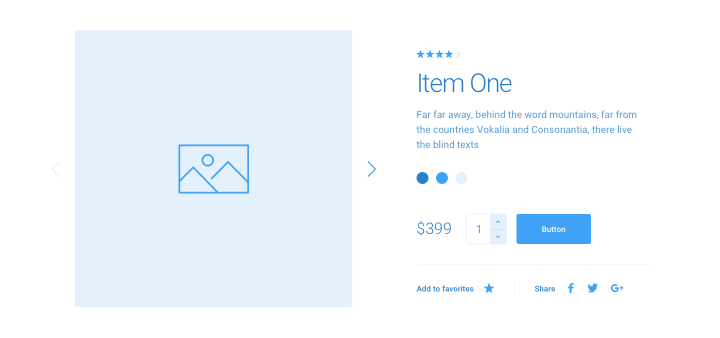 Item One
Far far away, behind the word mountains, far from
the countries Vokalia and Consonantia, there live
the blind texts
$399 1 Button
Add to favorites Share